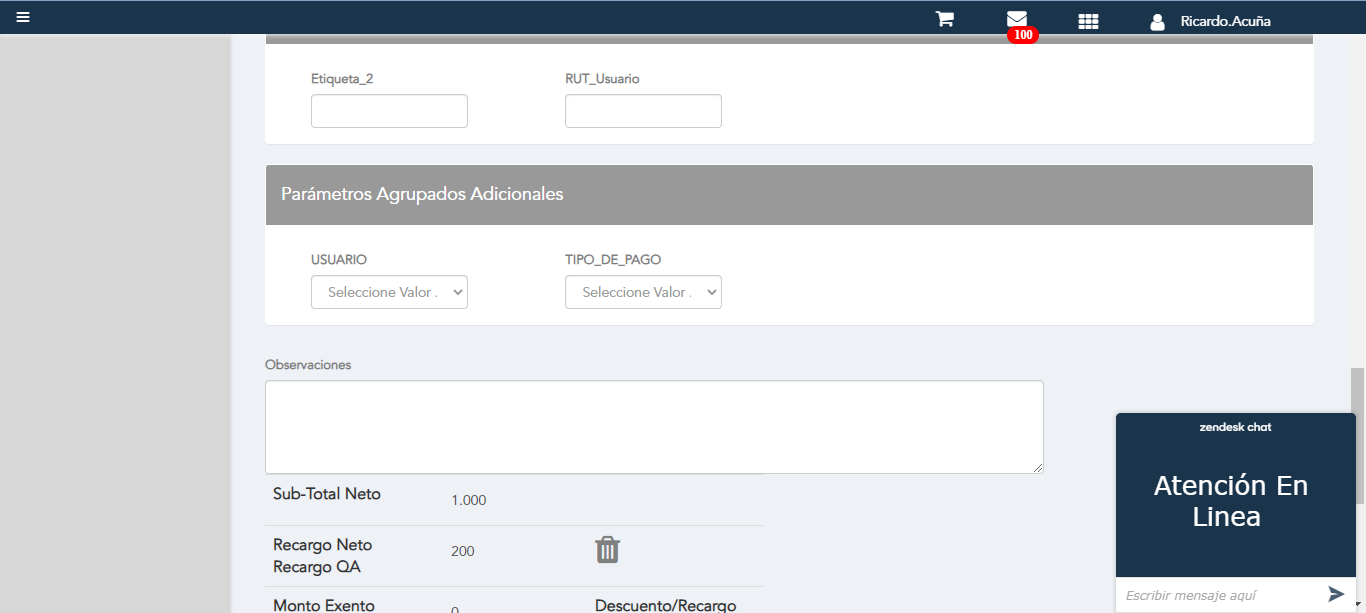 Ricardo.Acuña
100
Etiqueta_2
RUT_Usuario
Parámetros Agrupados Adicionales
USUARIO
TIPO_DE_PAGO
Seleccione Valor .
Seleccione Valor .
Observaciones
Sub-Total Neto
1.000
Recargo Neto
Recargo QA
200
Monto Exento
0
Descuento/Recargo
zendesk chat
Atención En
Linea
Escribir mensaje aquí